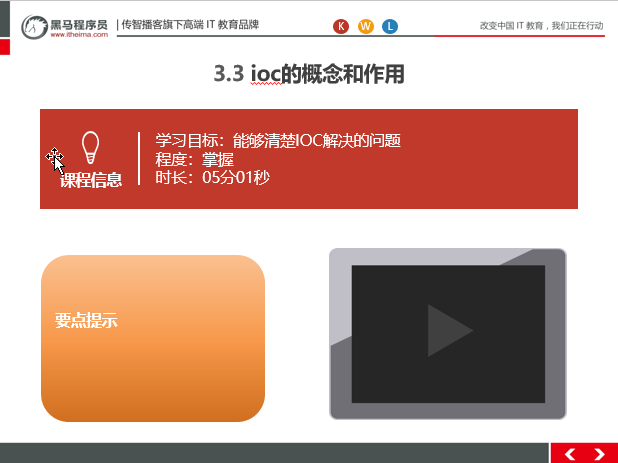 黑马程序员
www.itheima.com
传智播客旗下高端 IT 教育品牌
K W L
改变中国 IT 教育，我们正在行动
3.3 ioc的概念和作用
学习目标：能够清楚IOC解决的问题
程度：掌握
时长：05分01秒
课程信息
要点提示